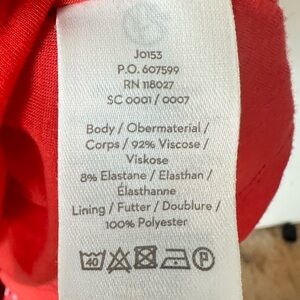 J0153
P.O. 607599
RN 118027
SC 0001 / 0007
Body / Obermaterial /
Corps / 92% Viscose /
Viskose
8% Elastane / Elasthan /
Élasthanne
Lining / Futter / Doublure /
100% Polyester
40 P